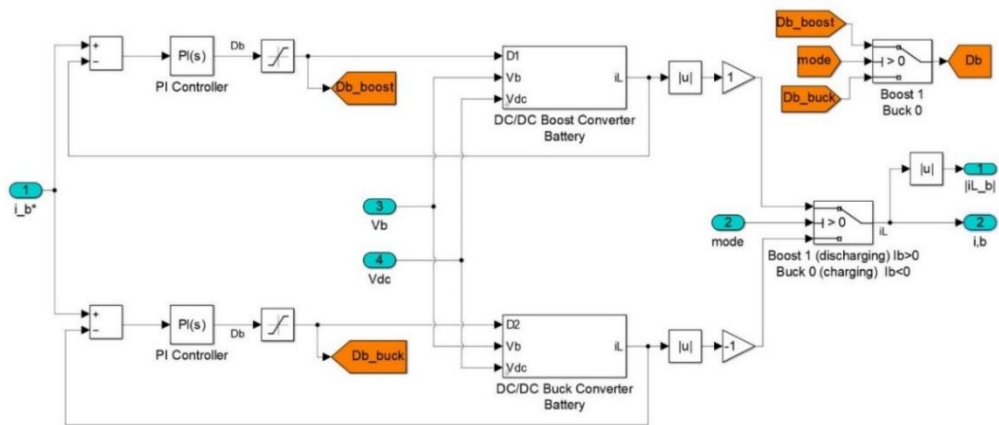 Db_boost
mode
Db_buck
> 0
Db
Boost 1
Buck 0
+
−
PI(s)
PI Controller
Db
Db_boost
D1
Vb
Vdc
iL
DC/DC Boost Converter
Battery
|u|
1
1
i_b*
3
Vb
4
Vdc
2
mode
> 0
iL
|u|
1
|iL_b|
2
i,b
Boost 1 (discharging) Ib>0
Buck 0 (charging) Ib<0
+
−
PI(s)
PI Controller
Db
Db_buck
D2
Vb
Vdc
iL
DC/DC Buck Converter
Battery
|u|
-1